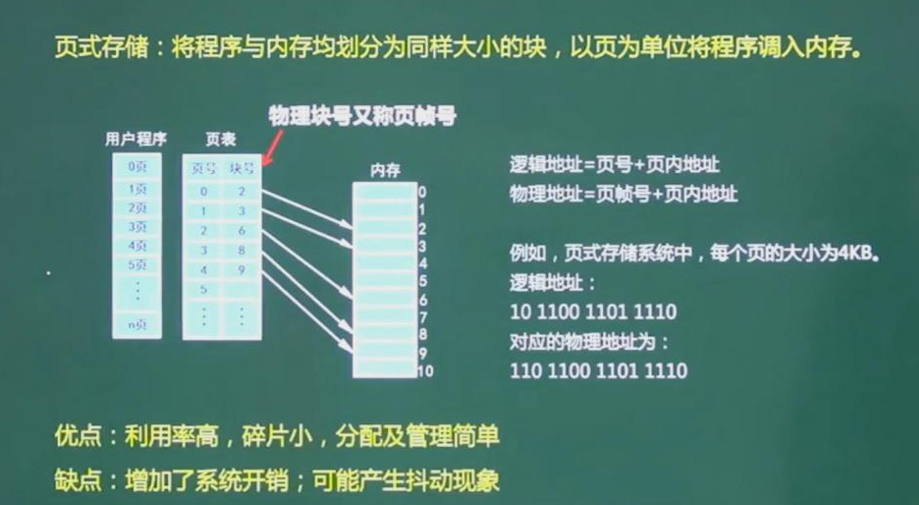 页式存储：将程序与内存均划分为同样大小的块，以页为单位将程序调入内存。
物理块号又称页帧号
用户程序
0页
1页
2页
3页
4页
5页
⋮
n页
页表
页号 块号
0 2
1 3
2 6
3 8
4 9
5
⋮ ⋮
内存
0
1
2
3
4
5
6
7
8
9
10
逻辑地址=页号+页内地址
物理地址=页帧号+页内地址
例如，页式存储系统中，每个页的大小为4KB。
逻辑地址：
10 1100 1101 1110
对应的物理地址为：
110 1100 1101 1110
优点：利用率高，碎片小，分配及管理简单
缺点：增加了系统开销；可能产生抖动现象